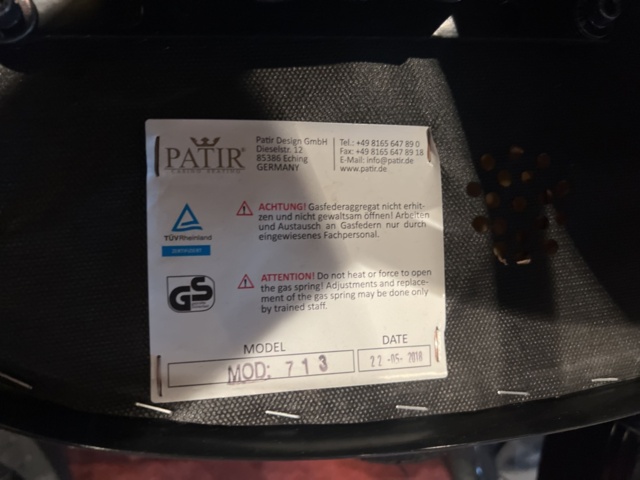 PATIR
CASINO SEATING
Patir Design GmbH
Dieselstr. 12
85386 Eching
GERMANY
Tel.: +49 8165 647 89 0
Fax: +49 8165 647 89 18
E-Mail: info@patir.de
www.patir.de
TÜVRheinland
ZERTIFIZIERT
ACHTUNG! Gasfederaggregat nicht erhit-
zen und nicht gewaltsam öffnen! Arbeiten
und Austausch an Gasfedern nur durch
eingewiesenes Fachpersonal.
GS
ATTENTION! Do not heat or force to open
the gas spring! Adjustments and replace-
ment of the gas spring may be done only
by trained staff.
MODEL
DATE
MOD: 713
22 -05- 2018